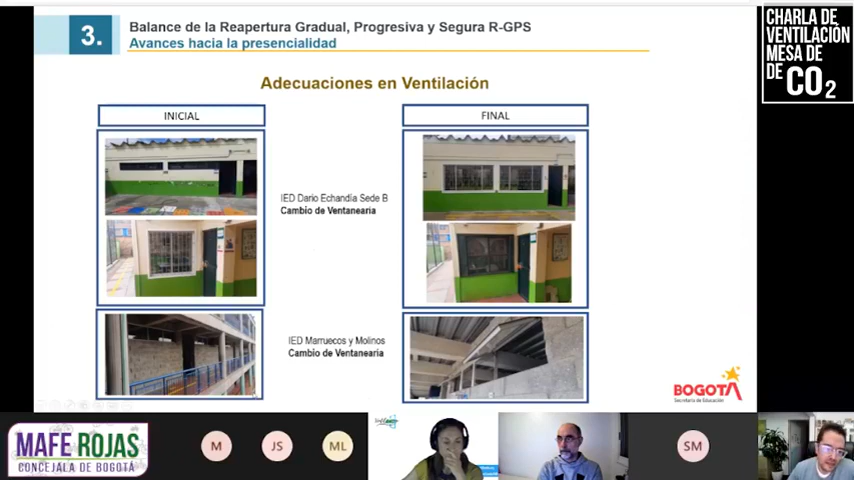 3.
Balance de la Reapertura Gradual, Progresiva y Segura R-GPS
Avances hacia la presencialidad
CHARLA DE
VENTILACIÓN
MESA DE
DE CO2
Adecuaciones en Ventilación
INICIAL
FINAL
IED Dario Echandía Sede B
Cambio de Ventanearia
IED Marruecos y Molinos
Cambio de Ventanearia
BOGOTÁ
Secretaría de Educación
MAFE ROJAS
CONCEJALA DE BOGOTÁ
M
JS
ML
SM